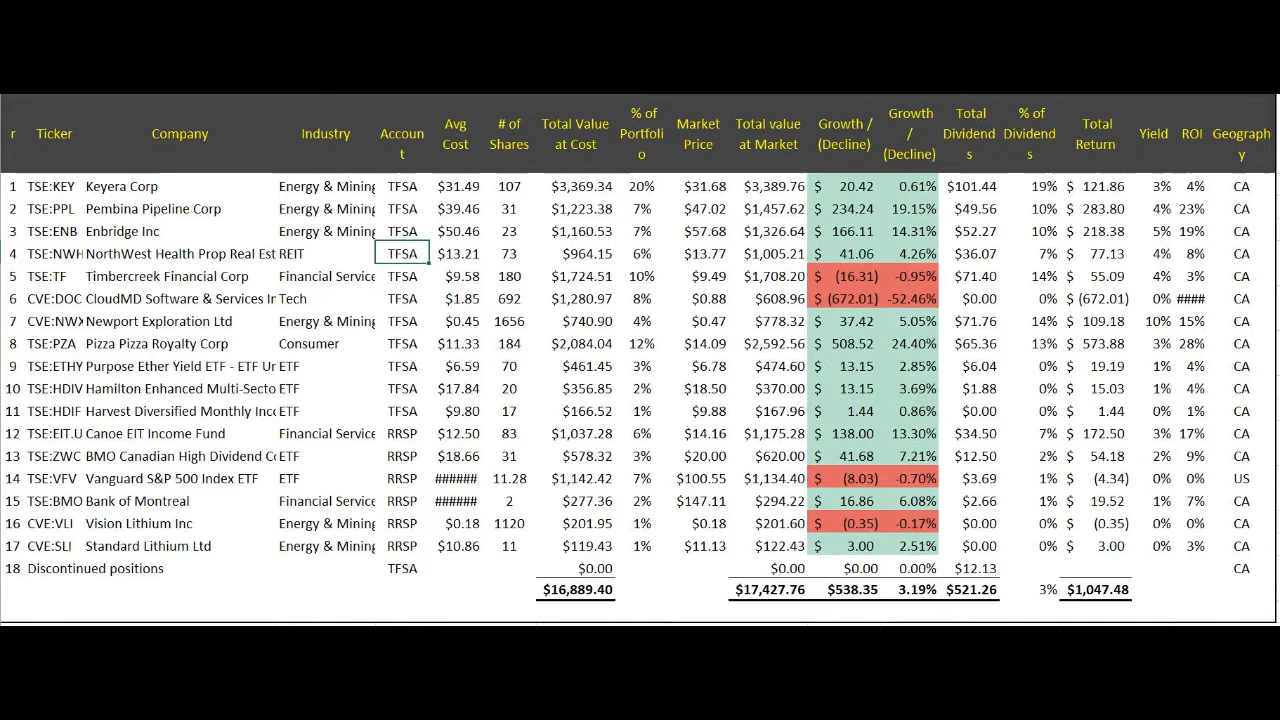 r Ticker Company Industry Account Avg Cost # of Shares Total Value at Cost % of Portfolio Market Price Total value at Market Growth / (Decline) Growth / (Decline) Total Dividends % of Dividends Total Return Yield ROI Geography
1 TSE:KEY Keyera Corp Energy & Mining TFSA $31.49 107 $3,369.34 20% $31.68 $3,389.76 $ 20.42 0.61% $101.44 19% $ 121.86 3% 4% CA
2 TSE:PPL Pembina Pipeline Corp Energy & Mining TFSA $39.46 31 $1,223.38 7% $47.02 $1,457.62 $ 234.24 19.15% $49.56 10% $ 283.80 4% 23% CA
3 TSE:ENB Enbridge Inc Energy & Mining TFSA $50.46 23 $1,160.53 7% $57.68 $1,326.64 $ 166.11 14.31% $52.27 10% $ 218.38 5% 19% CA
4 TSE:NWH NorthWest Health Prop Real Est REIT TFSA $13.21 73 $964.15 6% $13.77 $1,005.21 $ 41.06 4.26% $36.07 7% $ 77.13 4% 8% CA
5 TSE:TF Timbercreek Financial Corp Financial Service TFSA $9.58 180 $1,724.51 10% $9.49 $1,708.20 $ (16.31) -0.95% $71.40 14% $ 55.09 4% 3% CA
6 CVE:DOC CloudMD Software & Services In Tech TFSA $1.85 692 $1,280.97 8% $0.88 $608.96 $ (672.01) -52.46% $0.00 0% $ (672.01) 0% #### CA
7 CVE:NWX Newport Exploration Ltd Energy & Mining TFSA $0.45 1656 $740.90 4% $0.47 $778.32 $ 37.42 5.05% $71.76 14% $ 109.18 10% 15% CA
8 TSE:PZA Pizza Pizza Royalty Corp Consumer TFSA $11.33 184 $2,084.04 12% $14.09 $2,592.56 $ 508.52 24.40% $65.36 13% $ 573.88 3% 28% CA
9 TSE:ETHY Purpose Ether Yield ETF - ETF Un ETF TFSA $6.59 70 $461.45 3% $6.78 $474.60 $ 13.15 2.85% $6.04 0% $ 19.19 1% 4% CA
10 TSE:HDIV Hamilton Enhanced Multi-Secto ETF TFSA $17.84 20 $356.85 2% $18.50 $370.00 $ 13.15 3.69% $1.88 0% $ 15.03 1% 4% CA
11 TSE:HDIF Harvest Diversified Monthly Inc ETF TFSA $9.80 17 $166.52 1% $9.88 $167.96 $ 1.44 0.86% $0.00 0% $ 1.44 0% 1% CA
12 TSE:EIT.U Canoe EIT Income Fund Financial Service RRSP $12.50 83 $1,037.28 6% $14.16 $1,175.28 $ 138.00 13.30% $34.50 7% $ 172.50 3% 17% CA
13 TSE:ZWC BMO Canadian High Dividend Co ETF RRSP $18.66 31 $578.32 3% $20.00 $620.00 $ 41.68 7.21% $12.50 2% $ 54.18 2% 9% CA
14 TSE:VFV Vanguard S&P 500 Index ETF ETF RRSP ###### 11.28 $1,142.42 7% $100.55 $1,134.40 $ (8.03) -0.70% $3.69 1% $ (4.34) 0% 0% US
15 TSE:BMO Bank of Montreal Financial Service RRSP ###### 2 $277.36 2% $147.11 $294.22 $ 16.86 6.08% $2.66 1% $ 19.52 1% 7% CA
16 CVE:VLI Vision Lithium Inc Energy & Mining RRSP $0.18 1120 $201.95 1% $0.18 $201.60 $ (0.35) -0.17% $0.00 0% $ (0.35) 0% 0% CA
17 CVE:SLI Standard Lithium Ltd Energy & Mining RRSP $10.86 11 $119.43 1% $11.13 $122.43 $ 3.00 2.51% $0.00 0% $ 3.00 0% 3% CA
18 Discontinued positions TFSA $0.00 $0.00 $0.00 0.00% $12.13 CA
$16,889.40 $17,427.76 $538.35 3.19% $521.26 3% $1,047.48